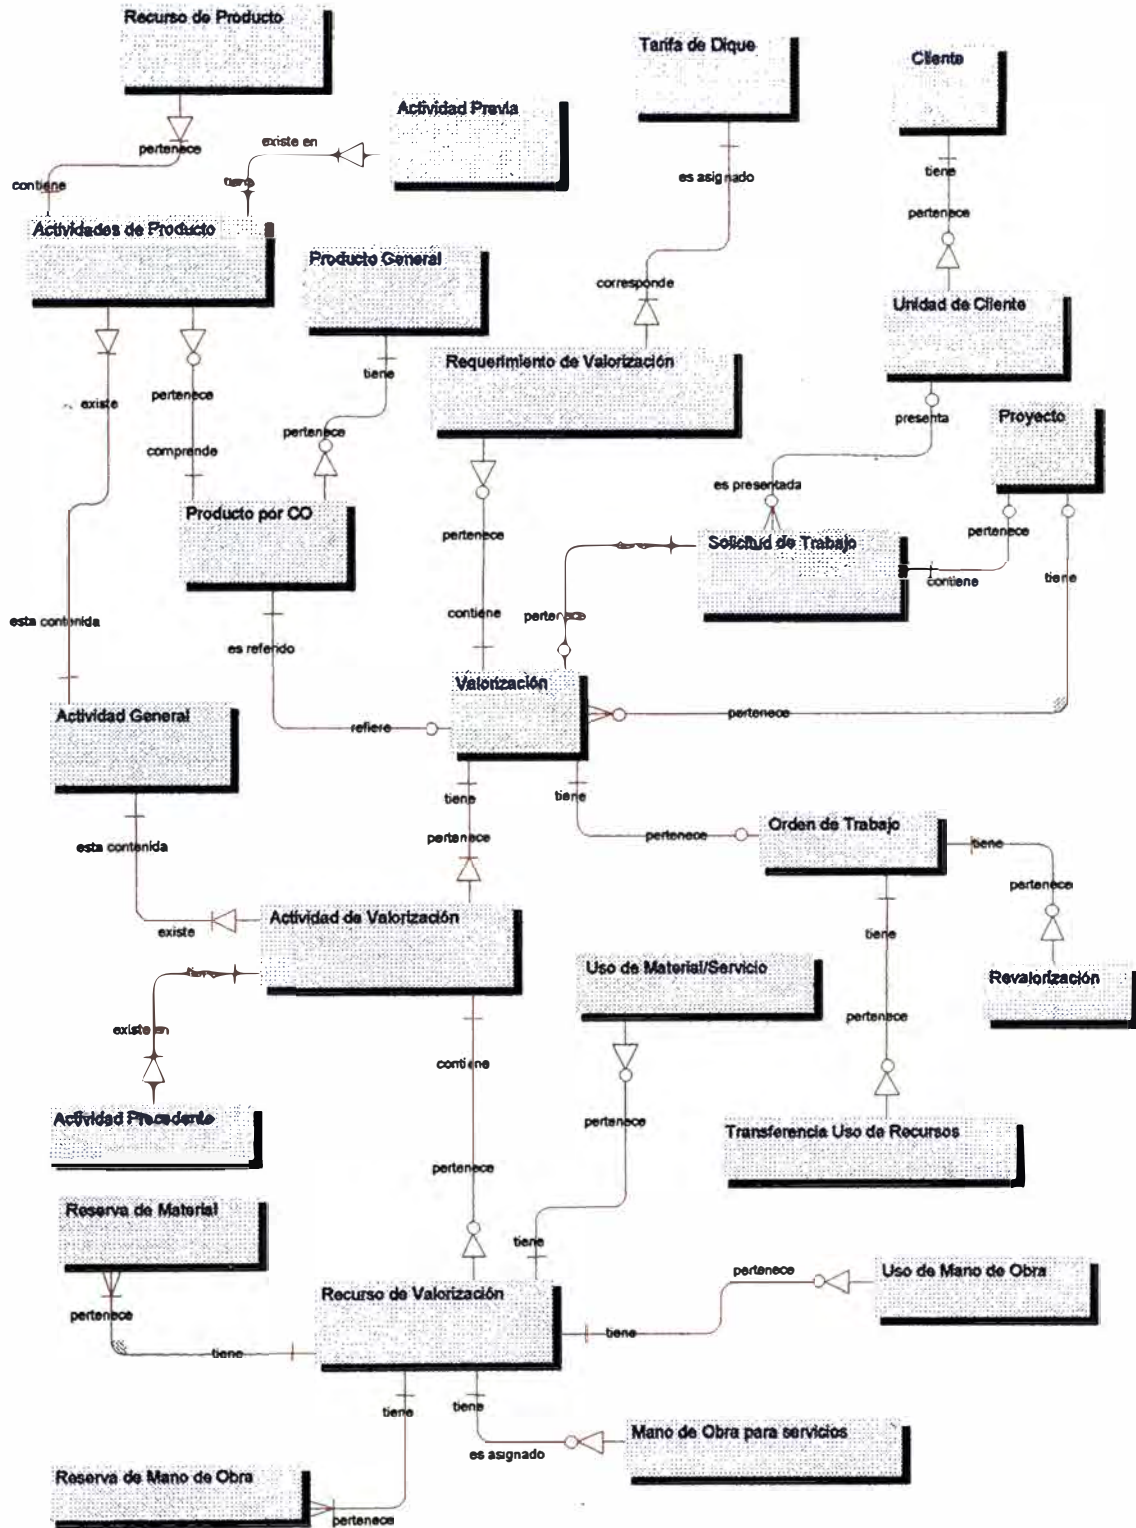 Recurso de Producto
Tarifa de Dique
Cliente
Actividad Previa
existe en
pertenece
tiene
es asignado
contiene
tiene
pertenece
Actividades de Producto
Producto General
corresponde
Unidad de Cliente
Requerimiento de Valorización
tiene
existe
pertenece
presenta
Proyecto
pertenece
comprende
es presentada
Producto por CO
pertenece
Solicitud de Trabajo
pertenece
contiene
tiene
esta contenida
contiene
pertenece
es referido
Valorización
Actividad General
refiere
pertenece
tiene
tiene
Orden de Trabajo
pertenece
pertenece
tiene
esta contenida
pertenece
Actividad de Valorización
existe
tiene
Uso de Material/Servicio
Revalorización
existe en
pertenece
contiene
Actividad Precedente
pertenece
Transferencia Uso de Recursos
pertenece
Reserva de Material
tiene
pertenece
Uso de Mano de Obra
Recurso de Valorización
pertenece
tiene
tiene
tiene
tiene
Mano de Obra para servicios
es asignado
Reserva de Mano de Obra
pertenece